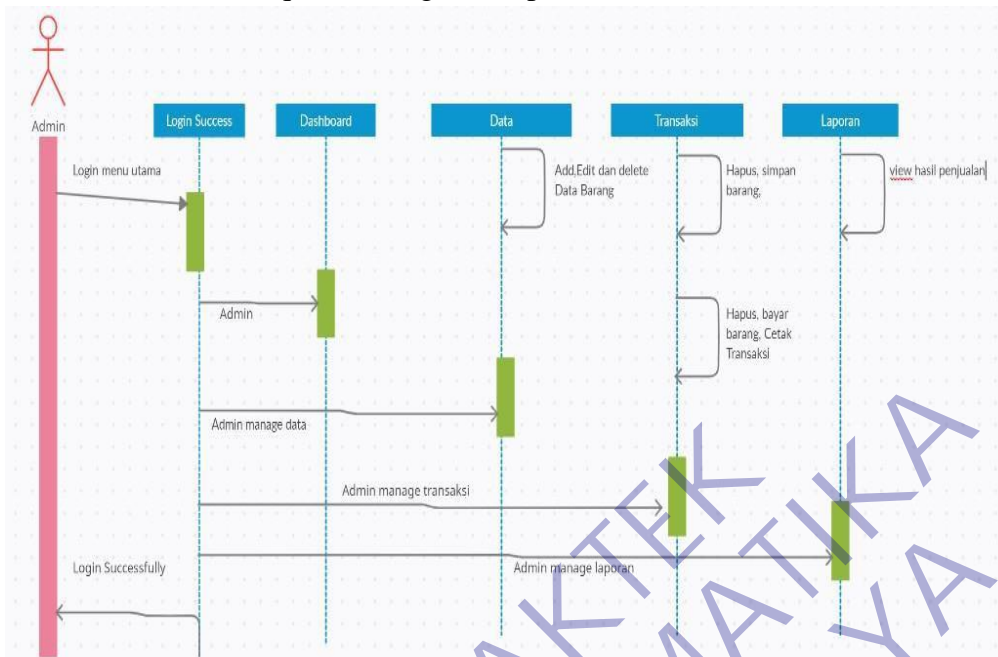 Admin
Login Success
Dashboard
Data
Transaksi
Laporan
Login menu utama
Add,Edit dan delete
Data Barang
Hapus, simpan
barang,
view hasil penjualan
Admin
Hapus, bayar
barang, Cetak
Transaksi
Admin manage data
Admin manage transaksi
Admin manage laporan
Login Successfully